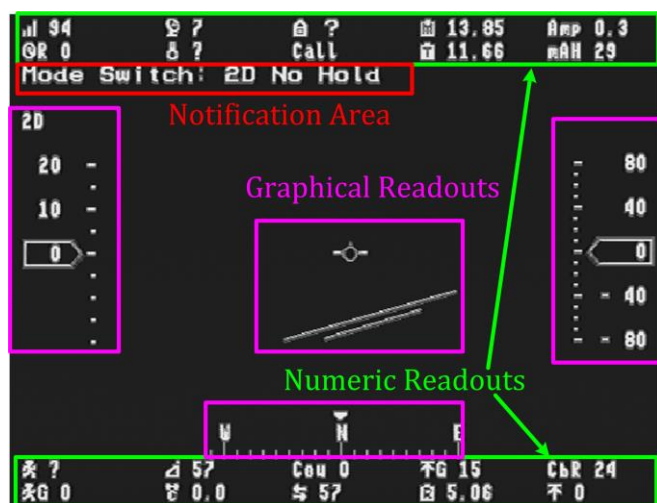 94 7 ? 13.85 Amp 0.3
R 0 ? Call 11.66 mAH 29
Mode Switch: 2D No Hold
Notification Area
2D
20 80
Graphical Readouts
10 40
0 0
- 40
- 80
Numeric Readouts
W N E
? 57 Cou 0 G 15 CbR 24
G 0 0.0 57 5.06 0